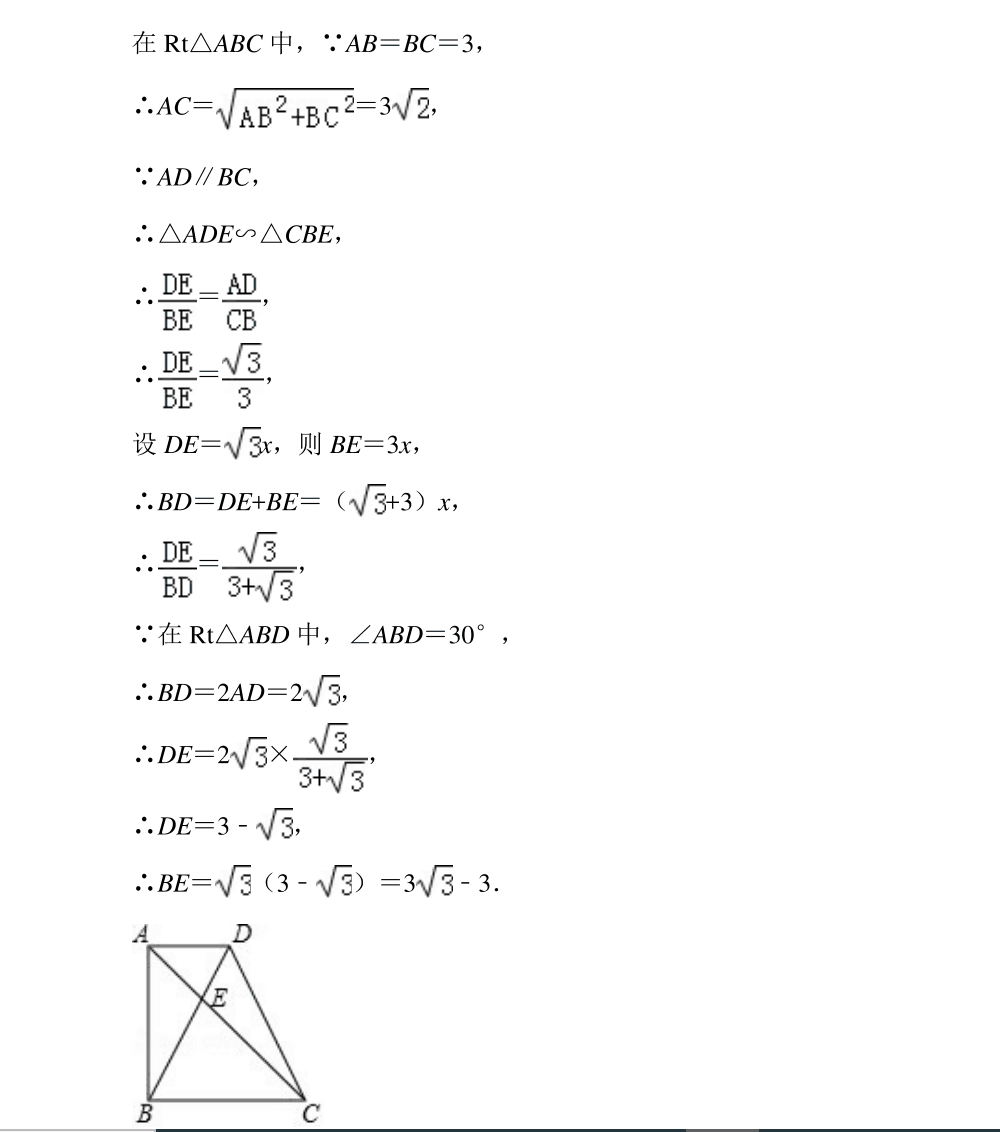 在 Rt△ABC 中，∵AB＝BC＝3，
∴AC＝√(AB²+BC²)＝3√2，
∵AD∥BC，
∴△ADE∽△CBE，
∴DE/BE＝AD/CB，
∴DE/BE＝√3/3，
设 DE＝√3x，则 BE＝3x，
∴BD＝DE+BE＝（√3+3）x，
∴DE/BD＝√3/(3+√3)，
∵在 Rt△ABD 中，∠ABD＝30°，
∴BD＝2AD＝2√3，
∴DE＝2√3×√3/(3+√3)，
∴DE＝3﹣√3，
∴BE＝√3（3﹣√3）＝3√3﹣3．
A D
E
B C